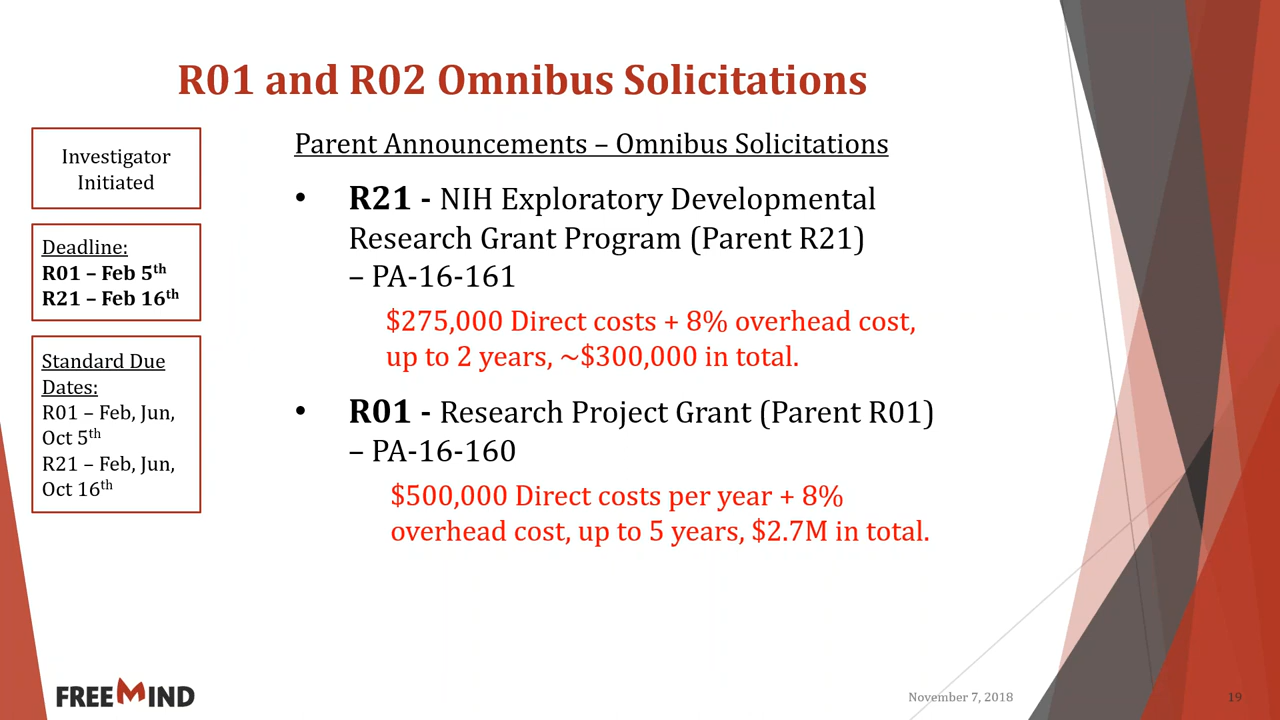 R01 and R02 Omnibus Solicitations
Investigator
Initiated
Deadline:
R01 – Feb 5th
R21 – Feb 16th
Standard Due
Dates:
R01 – Feb, Jun,
Oct 5th
R21 – Feb, Jun,
Oct 16th
Parent Announcements – Omnibus Solicitations
• R21 - NIH Exploratory Developmental
Research Grant Program (Parent R21)
– PA-16-161
$275,000 Direct costs + 8% overhead cost,
up to 2 years, ~$300,000 in total.
• R01 - Research Project Grant (Parent R01)
– PA-16-160
$500,000 Direct costs per year + 8%
overhead cost, up to 5 years, $2.7M in total.
FREEMIND
November 7, 2018
19